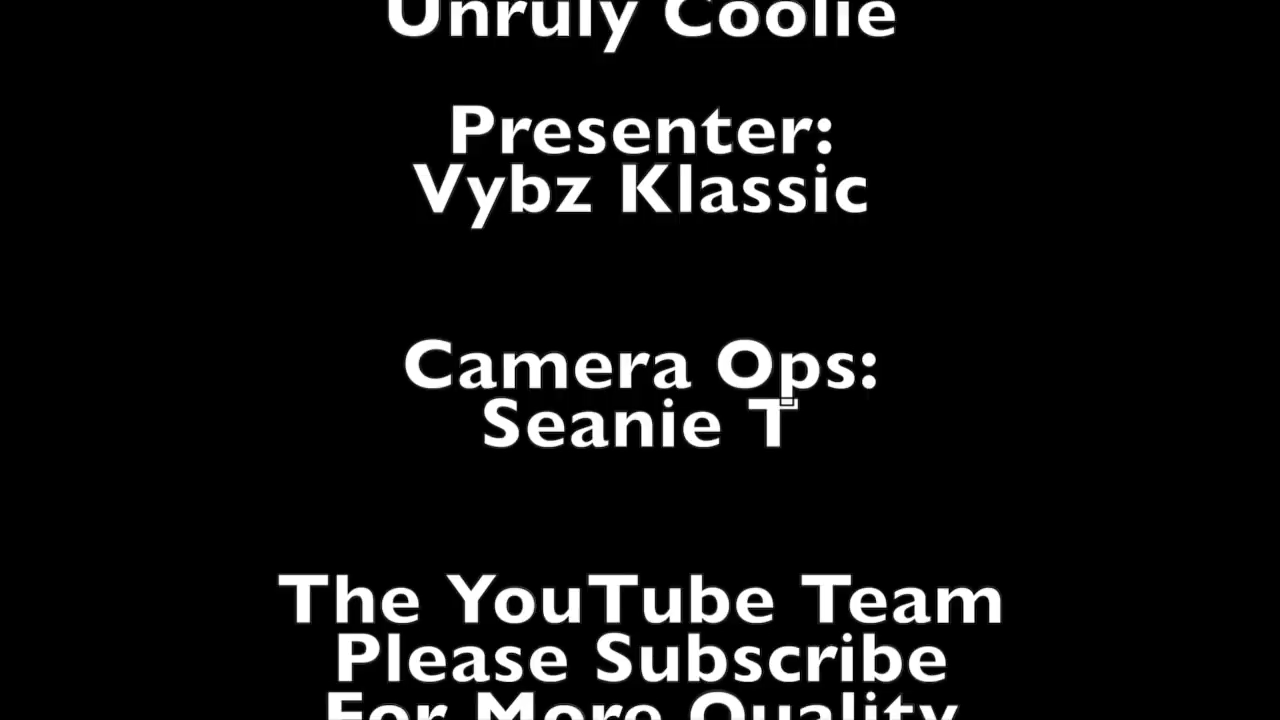 Unruly Coolie
Presenter:
Vybz Klassic
Camera Ops:
Seanie T
The YouTube Team
Please Subscribe
For More Quality